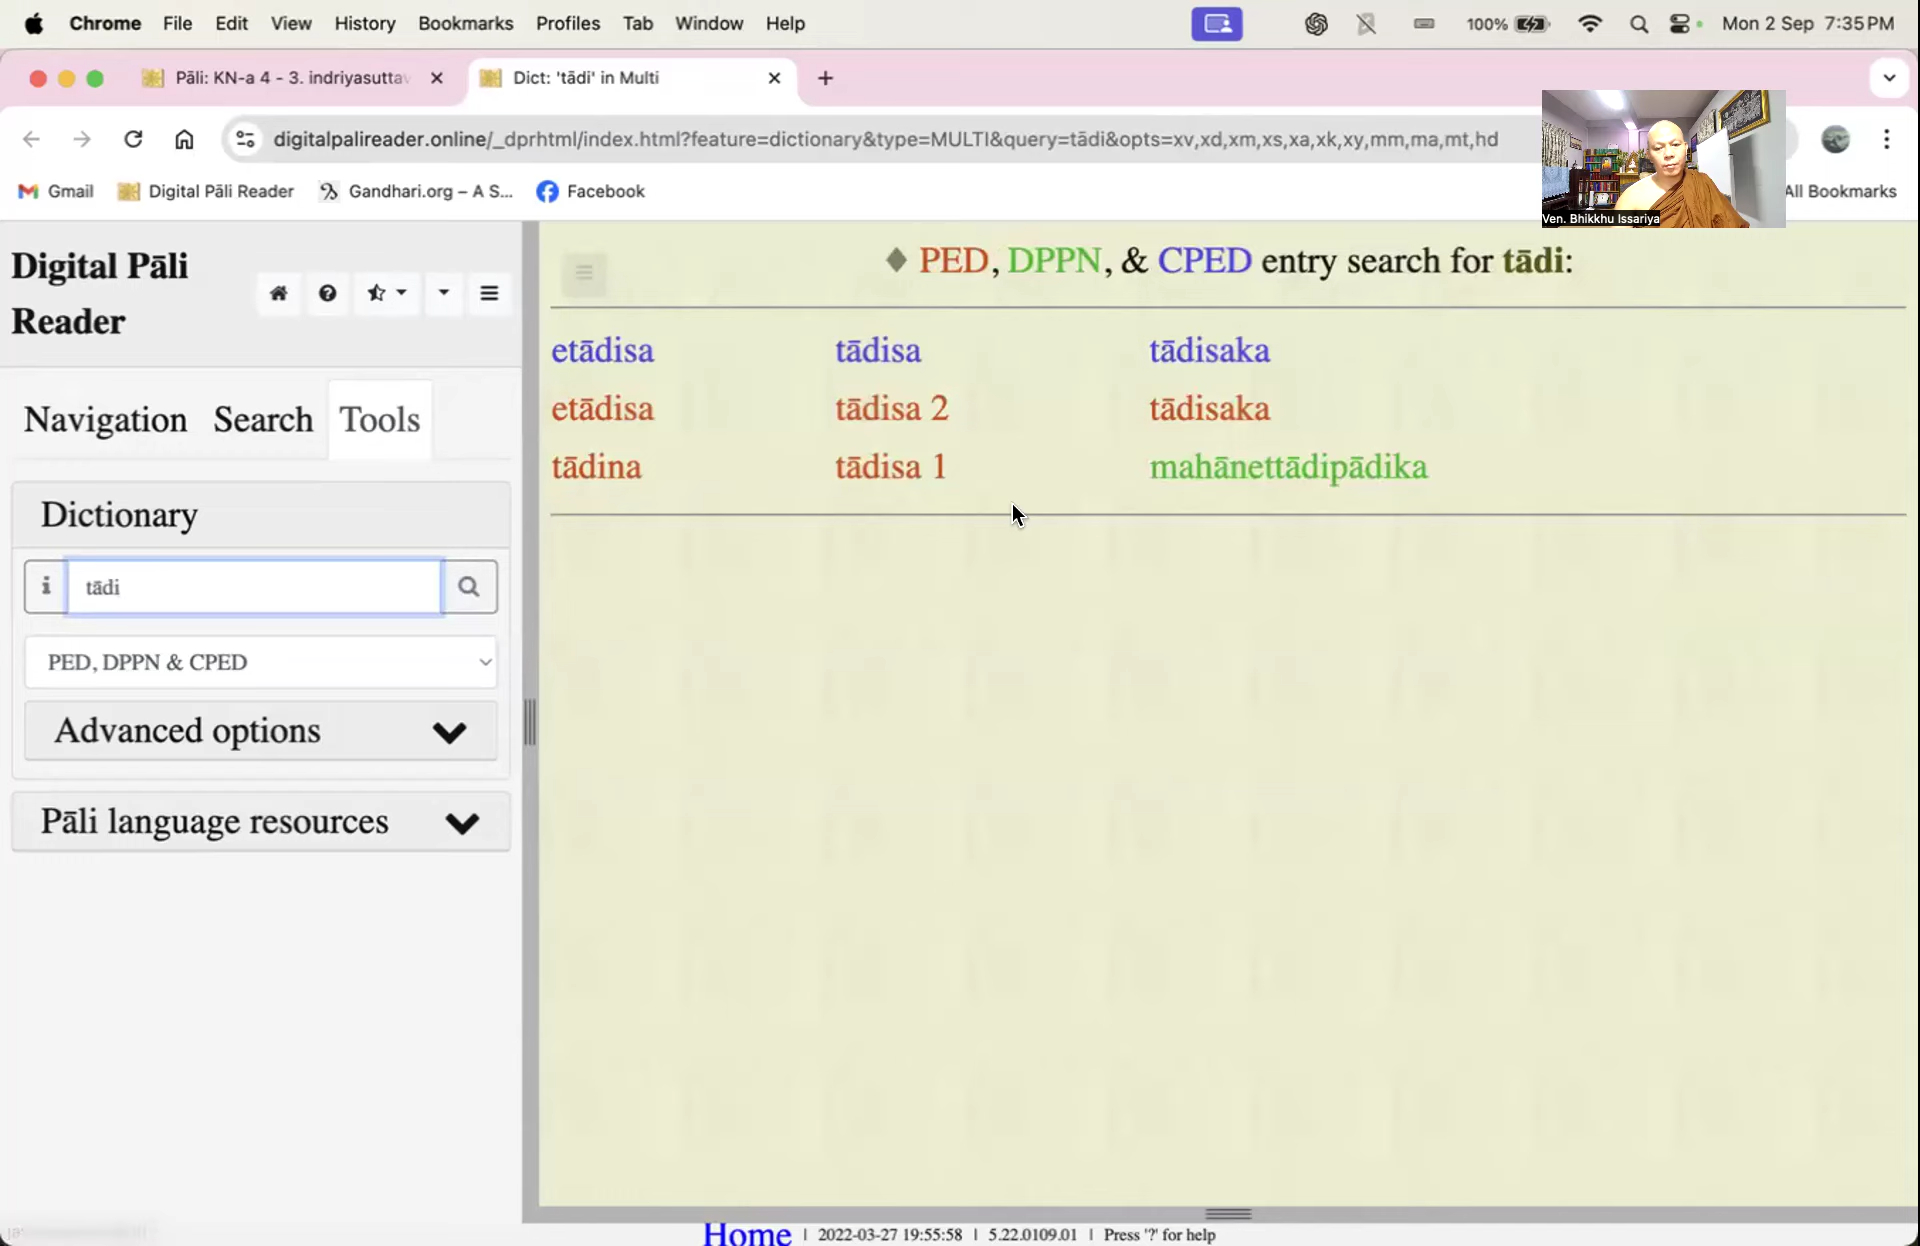 Chrome File Edit View History Bookmarks Profiles Tab Window Help 100% Mon 2 Sep 7:35 PM
Pāli: KN-a 4 - 3. indriyasuttav Dict: 'tādi' in Multi
digitalpalireader.online/_dprhtml/index.html?feature=dictionary&type=MULTI&query=tādi&opts=xv,xd,xm,xs,xa,xk,xy,mm,ma,mt,hd
Gmail Digital Pāli Reader Gandhari.org – A S... Facebook All Bookmarks
Ven. Bhikkhu Issariya
Digital Pāli
Reader
Navigation Search Tools
Dictionary
tādi
PED, DPPN & CPED
Advanced options
Pāli language resources
♦ PED, DPPN, & CPED entry search for tādi:
etādisa tādisa tādisaka
etādisa tādisa 2 tādisaka
tādina tādisa 1 mahānettādipādika
Home | 2022-03-27 19:55:58 | 5.22.0109.01 | Press '?' for help